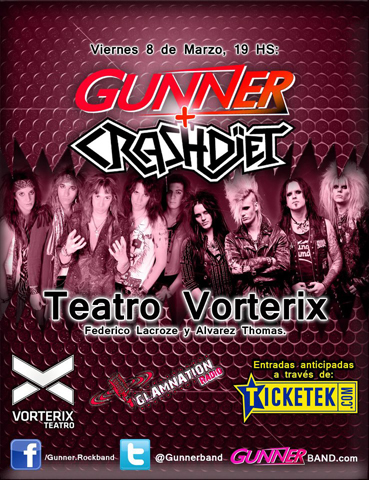 Viernes 8 de Marzo, 19 HS:
GUNNER
+
CRASHDÏET
Teatro Vorterix
Federico Lacroze y Alvarez Thomas.
VORTERIX
TEATRO
GLAMNATION
RADIO
Entradas anticipadas
a través de:
TICKETEK.COM
f /Gunner.Rockband
t @Gunnerband
GUNNERBAND.com